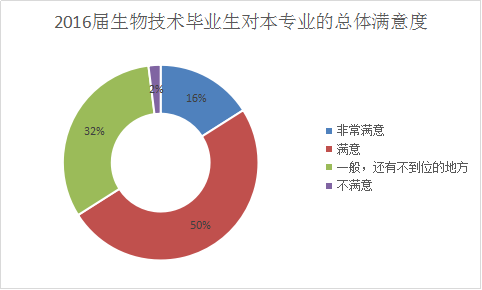 2016届生物技术毕业生对本专业的总体满意度
2%
16%
32%
50%
非常满意
满意
一般，还有不到位的地方
不满意